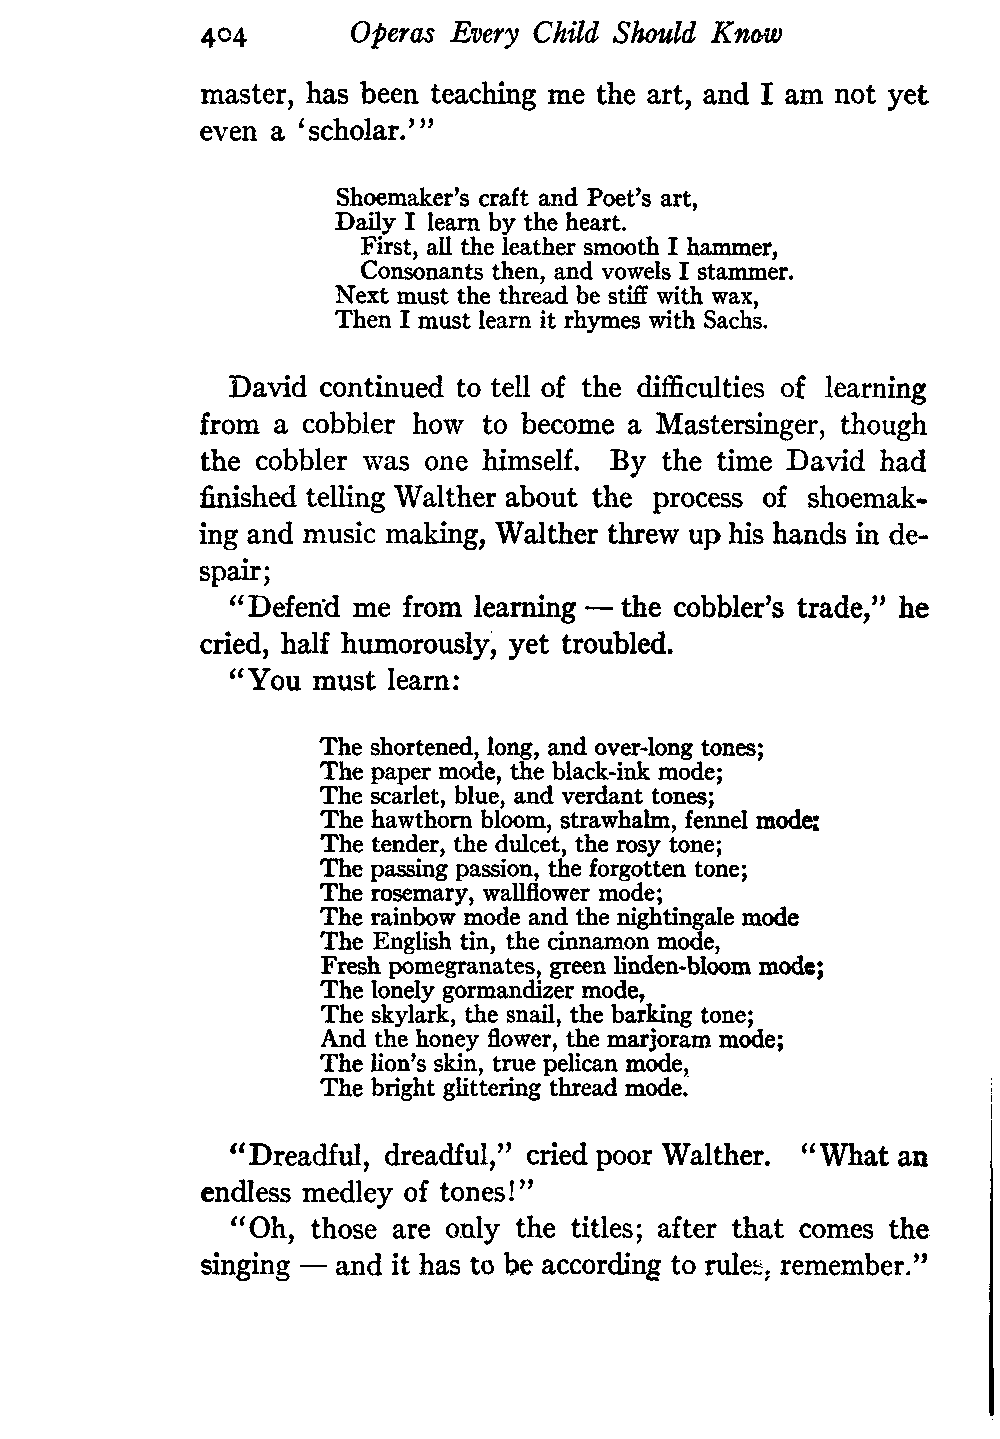 404 Operas Every Child Should Know
master, has been teaching me the art, and I am not yet
even a ‘scholar.’”
Shoemaker’s craft and Poet’s art,
Daily I learn by the heart.
First, all the leather smooth I hammer,
Consonants then, and vowels I stammer.
Next must the thread be stiff with wax,
Then I must learn it rhymes with Sachs.
David continued to tell of the difficulties of learning
from a cobbler how to become a Mastersinger, though
the cobbler was one himself. By the time David had
finished telling Walther about the process of shoemak-
ing and music making, Walther threw up his hands in de-
spair;
“Defend me from learning — the cobbler’s trade,” he
cried, half humorously, yet troubled.
“You must learn:
The shortened, long, and over-long tones;
The paper mode, the black-ink mode;
The scarlet, blue, and verdant tones;
The hawthorn bloom, strawhalm, fennel mode;
The tender, the dulcet, the rosy tone;
The passing passion, the forgotten tone;
The rosemary, wallflower mode;
The rainbow mode and the nightingale mode
The English tin, the cinnamon mode,
Fresh pomegranates, green linden-bloom mode;
The lonely gormandizer mode,
The skylark, the snail, the barking tone;
And the honey flower, the marjoram mode;
The lion’s skin, true pelican mode,
The bright glittering thread mode.
“Dreadful, dreadful,” cried poor Walther. “What an
endless medley of tones!”
“Oh, those are only the titles; after that comes the
singing — and it has to be according to rules, remember.”